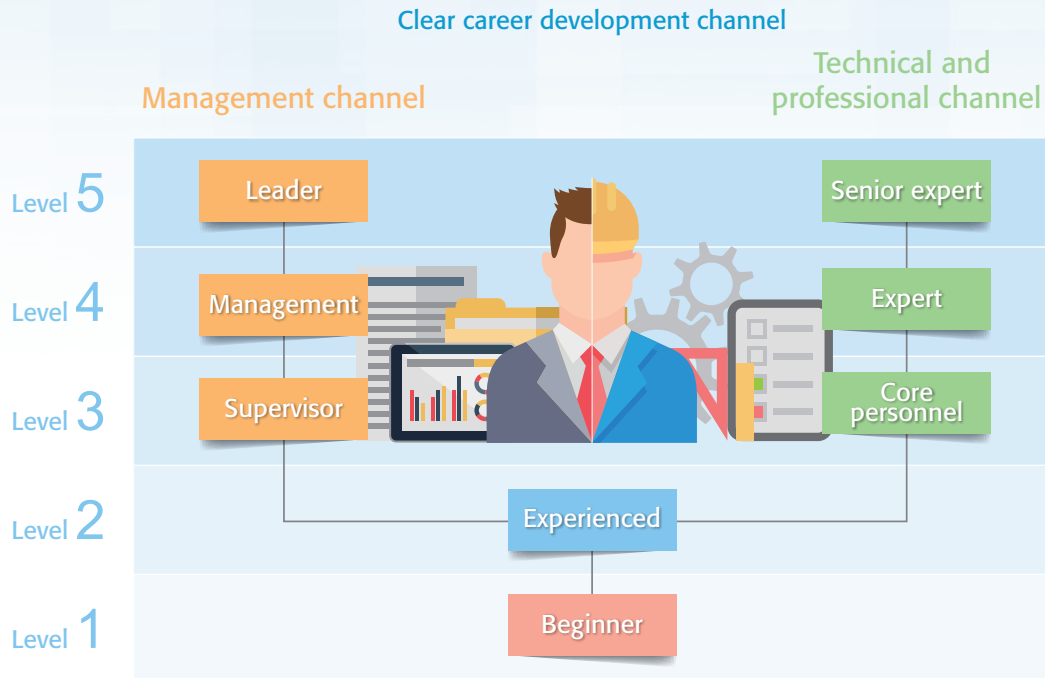 Clear career development channel
Management channel
Technical and
professional channel
Level 5
Leader
Senior expert
Level 4
Management
Expert
Level 3
Supervisor
Core
personnel
Level 2
Experienced
Level 1
Beginner